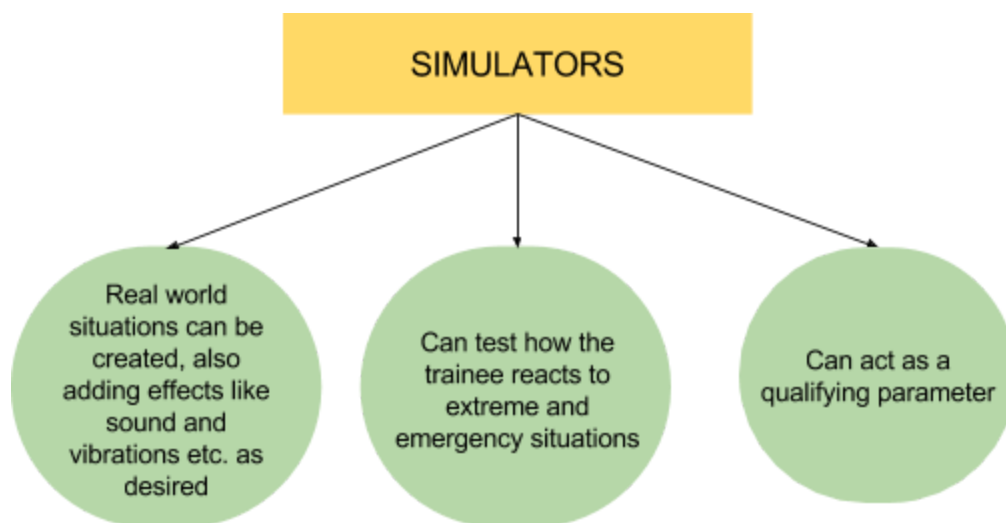 SIMULATORS
Real world
situations can be
created, also
adding effects like
sound and
vibrations etc. as
desired
Can test how the
trainee reacts to
extreme and
emergency situations
Can act as a
qualifying parameter